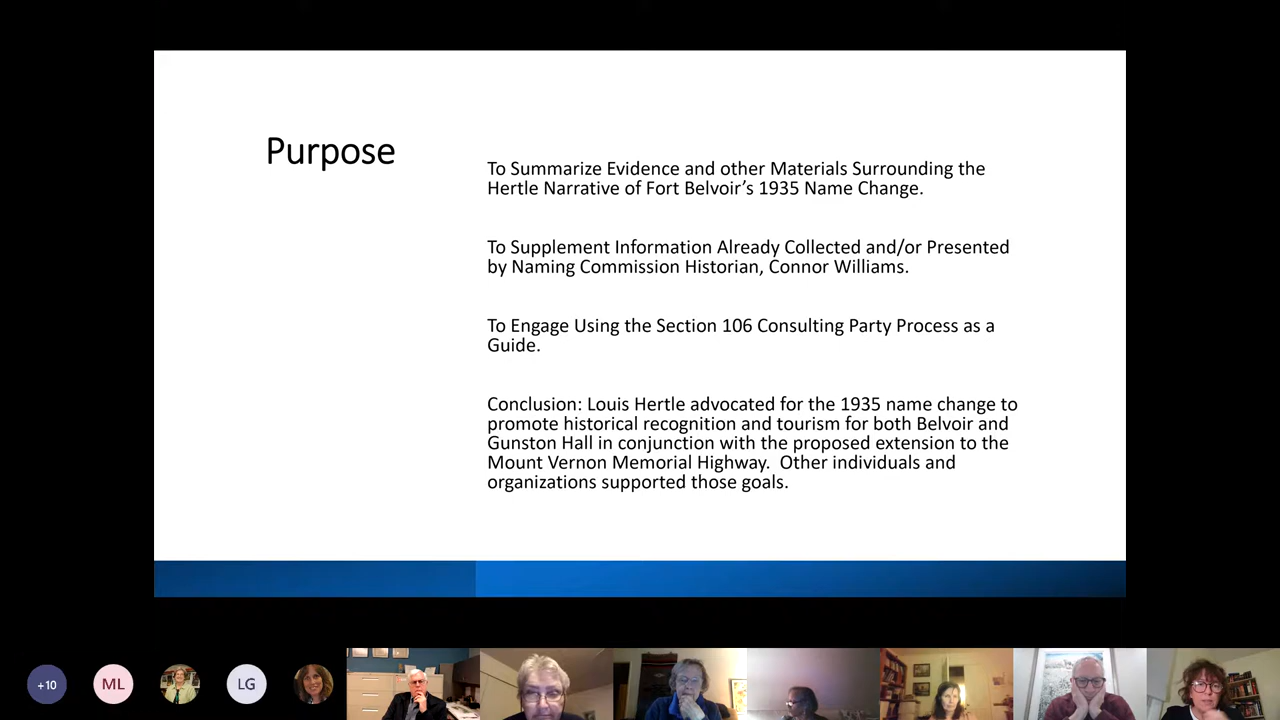 Purpose
To Summarize Evidence and other Materials Surrounding the
Hertle Narrative of Fort Belvoir’s 1935 Name Change.
To Supplement Information Already Collected and/or Presented
by Naming Commission Historian, Connor Williams.
To Engage Using the Section 106 Consulting Party Process as a
Guide.
Conclusion: Louis Hertle advocated for the 1935 name change to
promote historical recognition and tourism for both Belvoir and
Gunston Hall in conjunction with the proposed extension to the
Mount Vernon Memorial Highway.  Other individuals and
organizations supported those goals.
+10
ML
LG